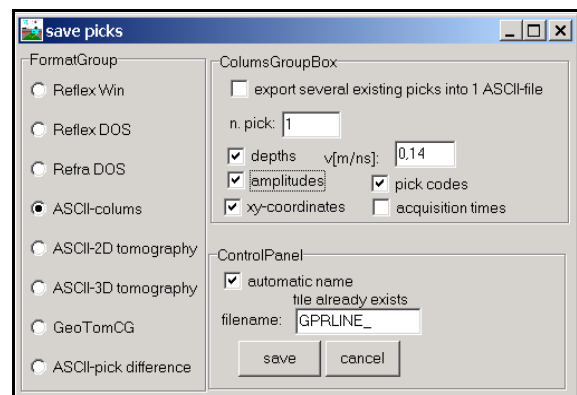 save picks
FormatGroup
Reflex Win
Reflex DOS
Refra DOS
ASCII-colums
ASCII-2D tomography
ASCII-3D tomography
GeoTomCG
ASCII-pick difference
ColumsGroupBox
export several existing picks into 1 ASCII-file
n. pick: 1
depths v[m/ns]: 0,14
amplitudes pick codes
xy-coordinates acquisition times
ControlPanel
automatic name
file already exists
filename: GPRLINE_
save cancel